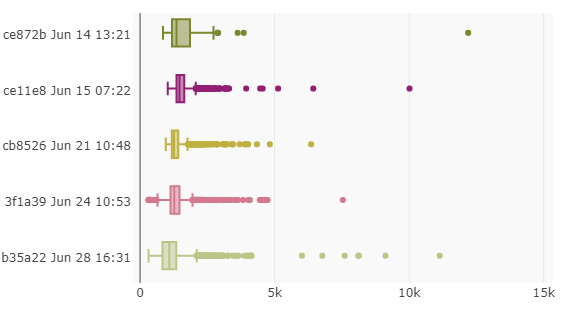 ce872b Jun 14 13:21
ce11e8 Jun 15 07:22
cb8526 Jun 21 10:48
3f1a39 Jun 24 10:53
b35a22 Jun 28 16:31
0 5k 10k 15k